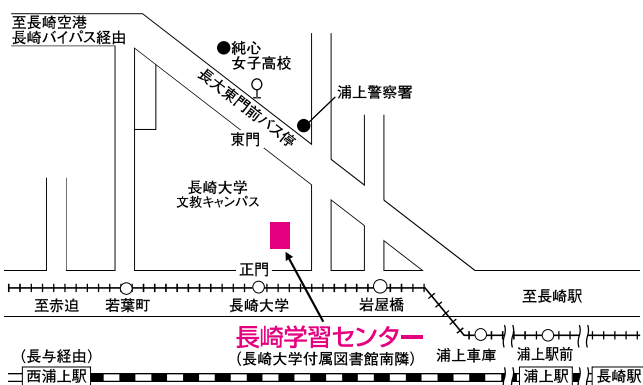 至長崎空港
長崎バイパス経由
純心
女子高校
長大東門前バス停
浦上警察署
東門
長崎大学
文教キャンパス
正門
至赤迫
若葉町
長崎大学
岩屋橋
至長崎駅
長崎学習センター
(長崎大学付属図書館南隣)
浦上車庫
浦上駅前
(長与経由)
西浦上駅
浦上駅
長崎駅